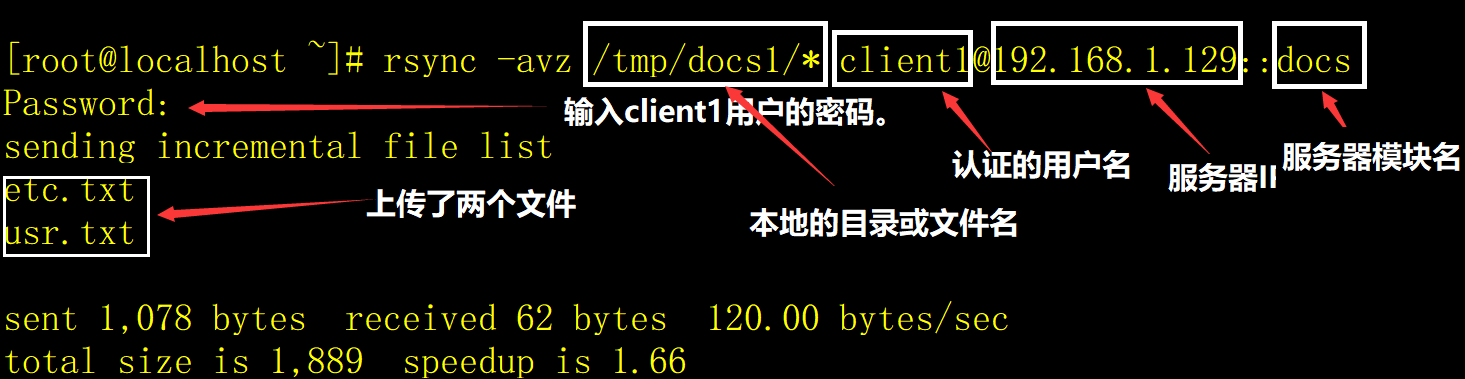 [root@localhost ~]# rsync -avz /tmp/docs1/* client1@192.168.1.129::docs
Password:
输入client1用户的密码。
sending incremental file list
认证的用户名
服务器模块名
服务器IP
etc.txt
上传了两个文件
本地的目录或文件名
usr.txt
sent 1,078 bytes  received 62 bytes  120.00 bytes/sec
total size is 1,889  speedup is 1.66